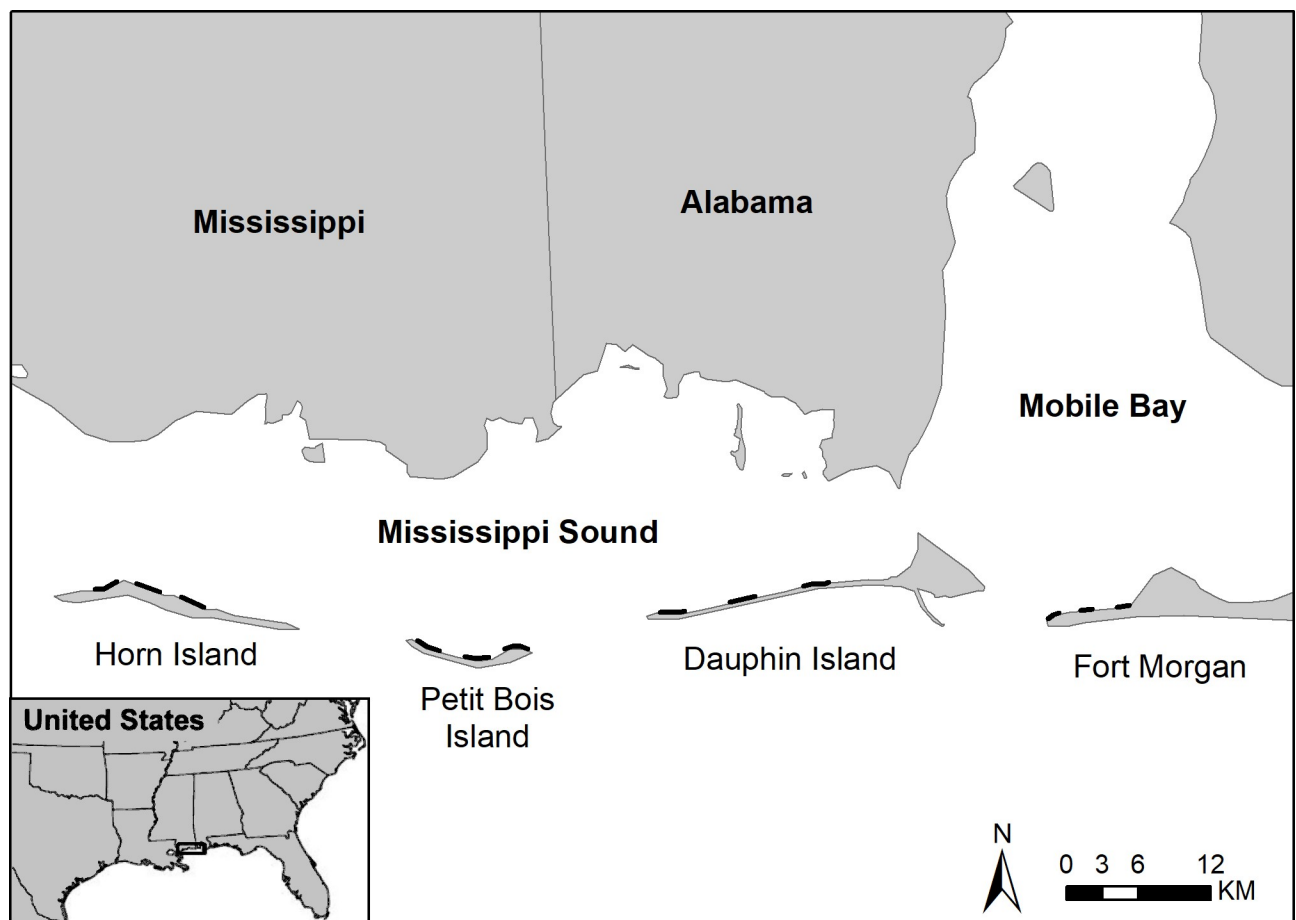 Mississippi
Alabama
Mobile Bay
Mississippi Sound
Horn Island
Petit Bois
Island
Dauphin Island
Fort Morgan
United States
N
0 3 6 12
KM